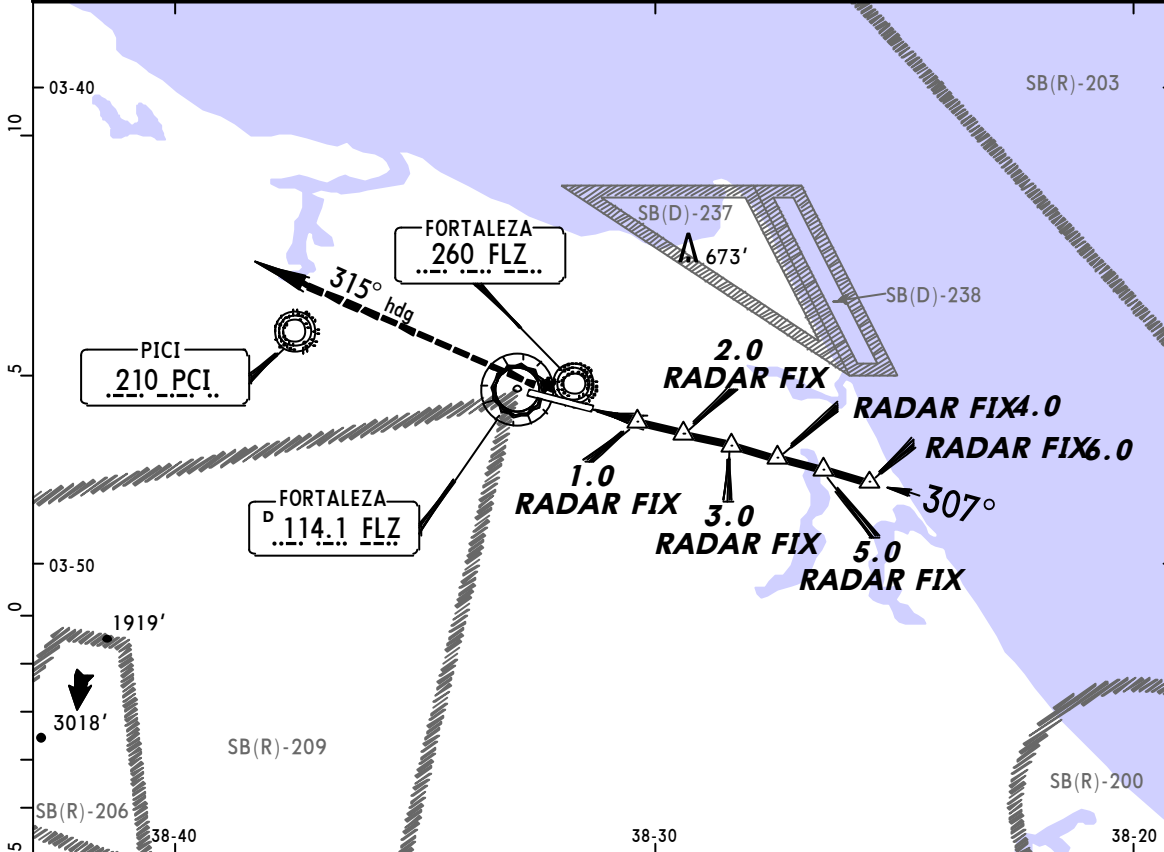 03-40
SB(R)-203
10
SB(D)-237
673'
FORTALEZA
260 FLZ
..-. .-.. --..
315° hdg
SB(D)-238
PICI
210 PCI
.--. -.-. ..
5
2.0
RADAR FIX
RADAR FIX4.0
RADAR FIX6.0
1.0
RADAR FIX
307°
FORTALEZA
D 114.1 FLZ
..-. .-.. --..
3.0
RADAR FIX
5.0
RADAR FIX
03-50
0
1919'
3018'
SB(R)-209
SB(R)-200
SB(R)-206
5
38-40
38-30
38-20